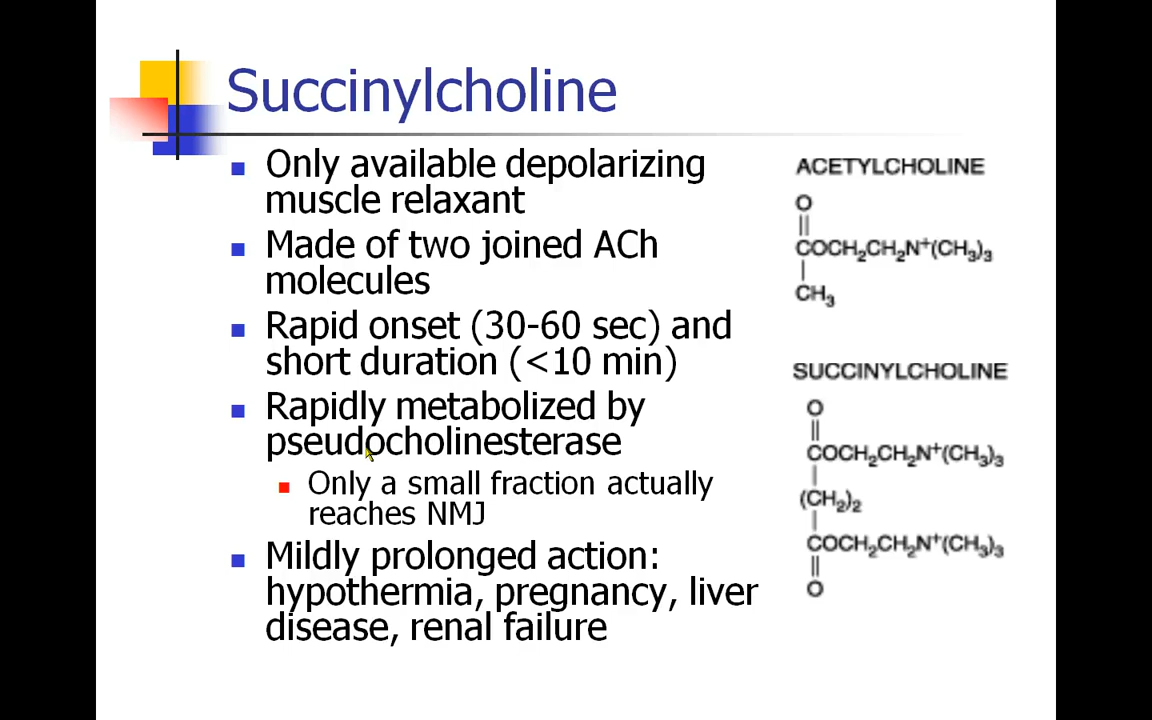 Succinylcholine
Only available depolarizing
muscle relaxant
Made of two joined ACh
molecules
Rapid onset (30-60 sec) and
short duration (<10 min)
Rapidly metabolized by
pseudocholinesterase
Only a small fraction actually
reaches NMJ
Mildly prolonged action:
hypothermia, pregnancy, liver
disease, renal failure
ACETYLCHOLINE
O
COCH₂CH₂N⁺(CH₃)₃
CH₃
SUCCINYLCHOLINE
O
COCH₂CH₂N⁺(CH₃)₃
(CH₂)₂
COCH₂CH₂N⁺(CH₃)₃
O